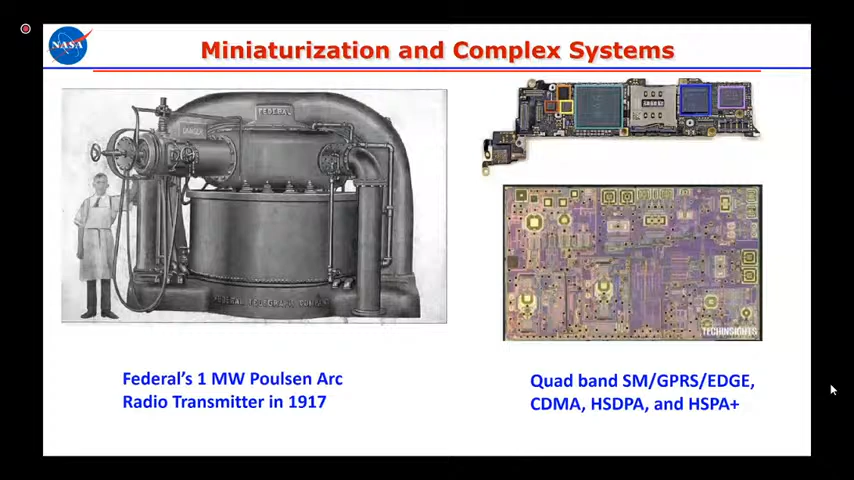 NASA
Miniaturization and Complex Systems
FEDERAL
DANGER
FEDERAL TELEGRAPH COMPANY
TECHINSIGHTS
Federal's 1 MW Poulsen Arc
Radio Transmitter in 1917
Quad band SM/GPRS/EDGE,
CDMA, HSDPA, and HSPA+